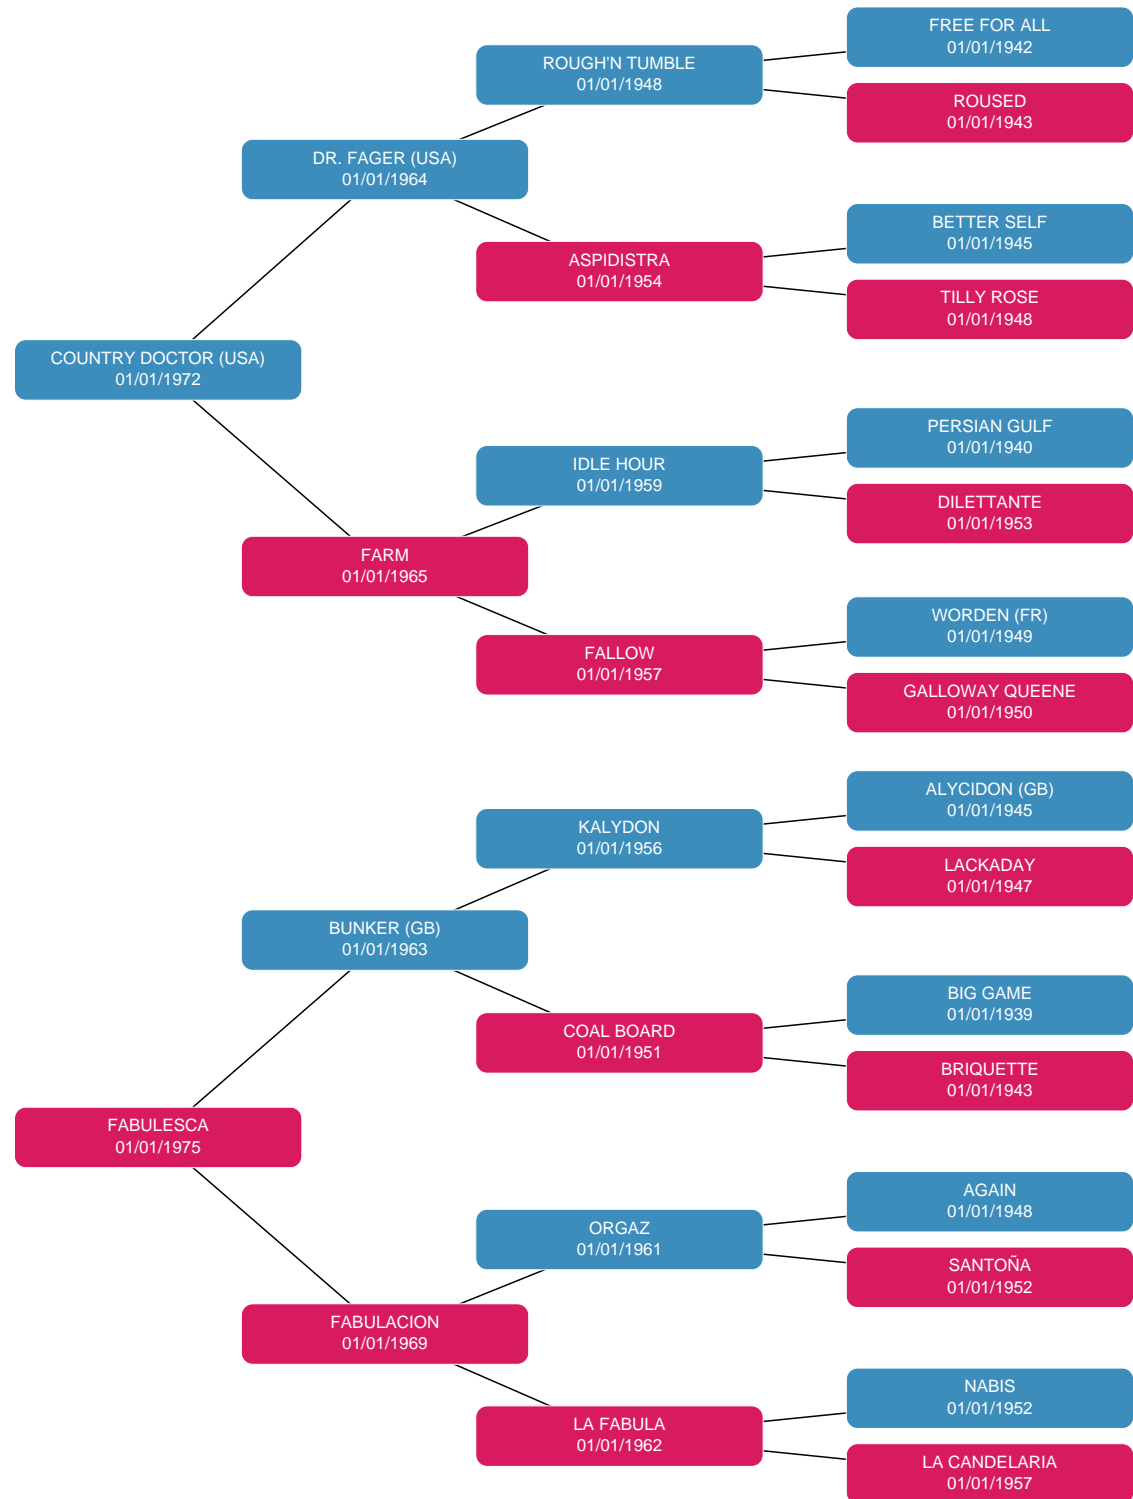 FREE FOR ALL
01/01/1942
ROUGH'N TUMBLE
01/01/1948
ROUSED
01/01/1943
DR. FAGER (USA)
01/01/1964
BETTER SELF
01/01/1945
ASPIDISTRA
01/01/1954
TILLY ROSE
01/01/1948
COUNTRY DOCTOR (USA)
01/01/1972
PERSIAN GULF
01/01/1940
IDLE HOUR
01/01/1959
DILETTANTE
01/01/1953
FARM
01/01/1965
WORDEN (FR)
01/01/1949
FALLOW
01/01/1957
GALLOWAY QUEENE
01/01/1950
ALYCIDON (GB)
01/01/1945
KALYDON
01/01/1956
LACKADAY
01/01/1947
BUNKER (GB)
01/01/1963
BIG GAME
01/01/1939
COAL BOARD
01/01/1951
BRIQUETTE
01/01/1943
FABULESCA
01/01/1975
AGAIN
01/01/1948
ORGAZ
01/01/1961
SANTOÑA
01/01/1952
FABULACION
01/01/1969
NABIS
01/01/1952
LA FABULA
01/01/1962
LA CANDELARIA
01/01/1957